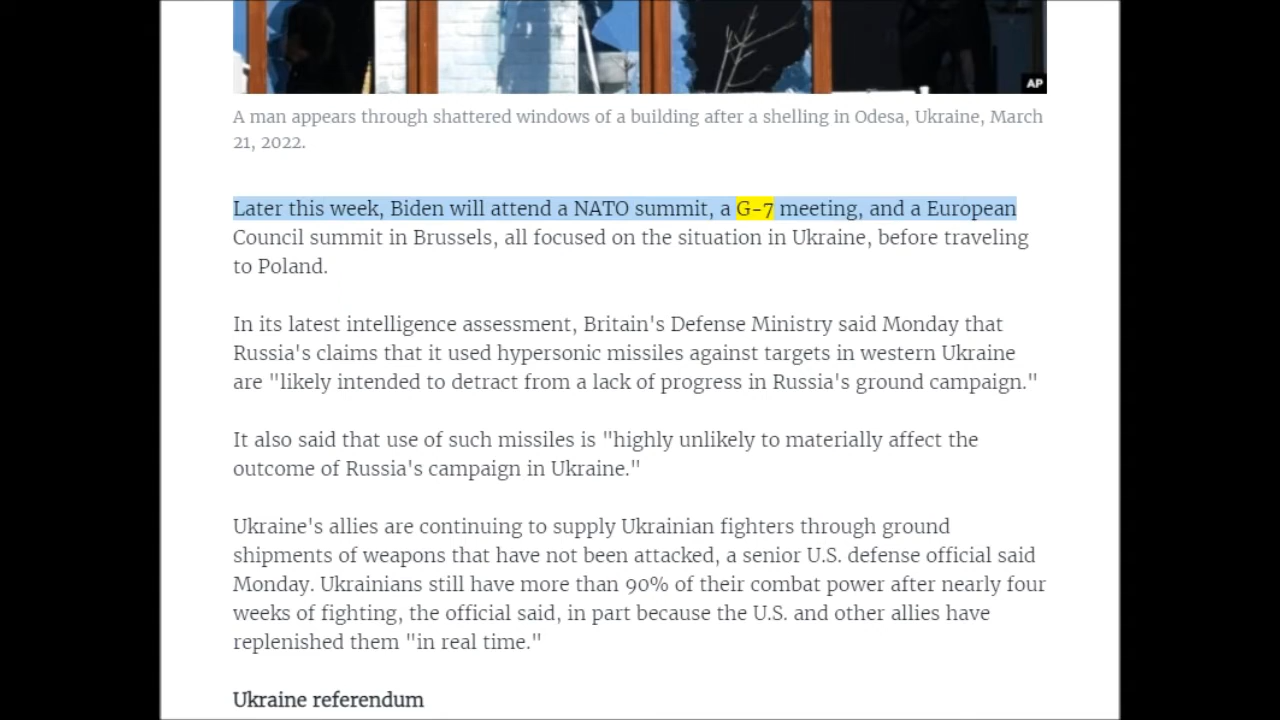 AP
A man appears through shattered windows of a building after a shelling in Odesa, Ukraine, March
21, 2022.
Later this week, Biden will attend a NATO summit, a G-7 meeting, and a European
Council summit in Brussels, all focused on the situation in Ukraine, before traveling
to Poland.
In its latest intelligence assessment, Britain's Defense Ministry said Monday that
Russia's claims that it used hypersonic missiles against targets in western Ukraine
are "likely intended to detract from a lack of progress in Russia's ground campaign."
It also said that use of such missiles is "highly unlikely to materially affect the
outcome of Russia's campaign in Ukraine."
Ukraine's allies are continuing to supply Ukrainian fighters through ground
shipments of weapons that have not been attacked, a senior U.S. defense official said
Monday. Ukrainians still have more than 90% of their combat power after nearly four
weeks of fighting, the official said, in part because the U.S. and other allies have
replenished them "in real time."
Ukraine referendum